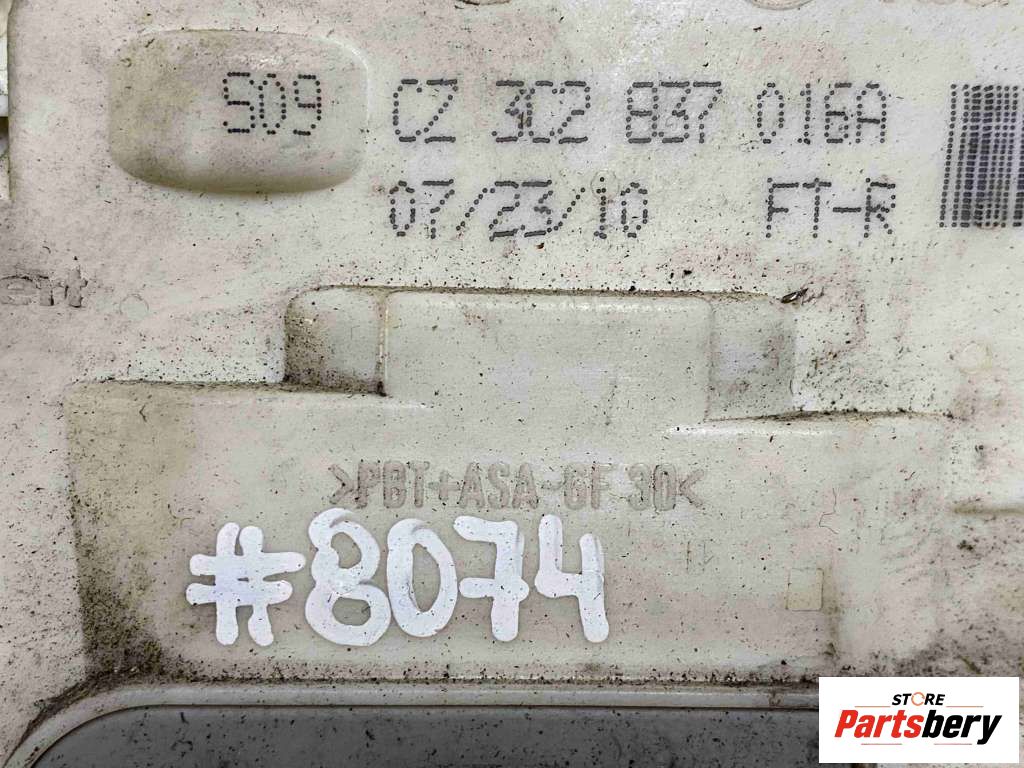 S09 CZ 3C2 837 016A
07/23/10 FT-R
>PBT+ASA-GF 30<
#8074
STORE
Partsbery